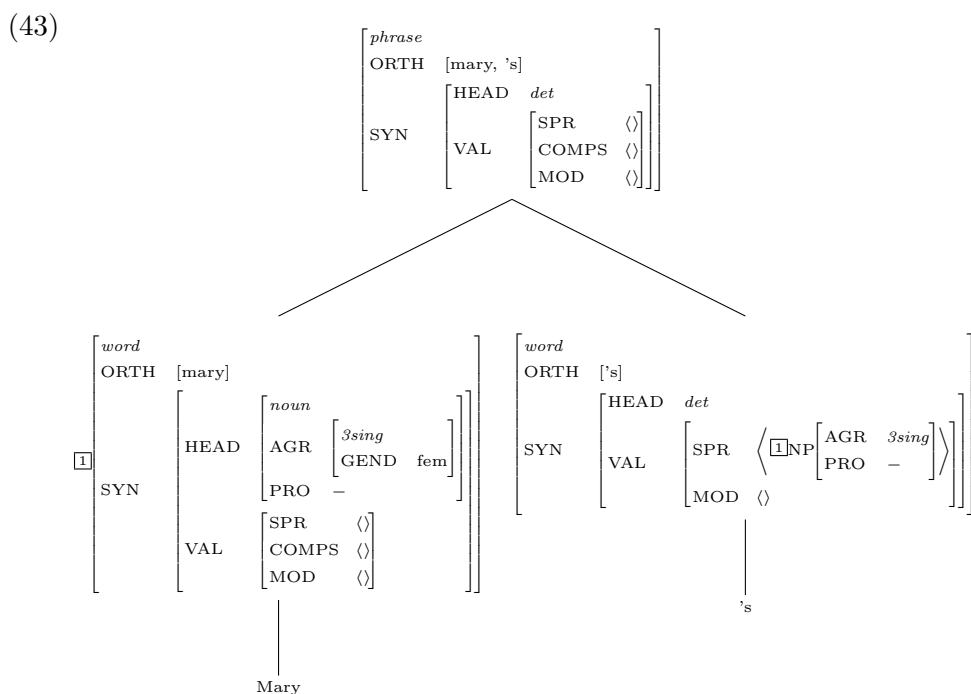 (43)
phrase
ORTH [mary, 's]
HEAD det
SPR ⟨⟩
SYN VAL COMPS ⟨⟩
MOD ⟨⟩
word
ORTH [mary]
noun
HEAD AGR 3sing
GEND fem
PRO –
1 SYN
SPR ⟨⟩
VAL COMPS ⟨⟩
MOD ⟨⟩
Mary
word
ORTH ['s]
HEAD det
SYN VAL SPR ⟨ 1 NP [AGR 3sing
PRO –] ⟩
MOD ⟨⟩
's